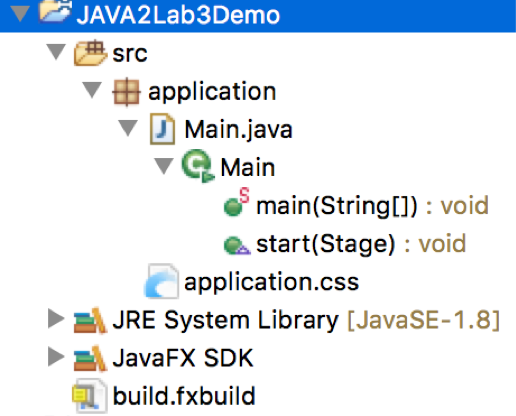 JAVA2Lab3Demo
src
application
Main.java
Main
main(String[]) : void
start(Stage) : void
application.css
JRE System Library [JavaSE-1.8]
JavaFX SDK
build.fxbuild